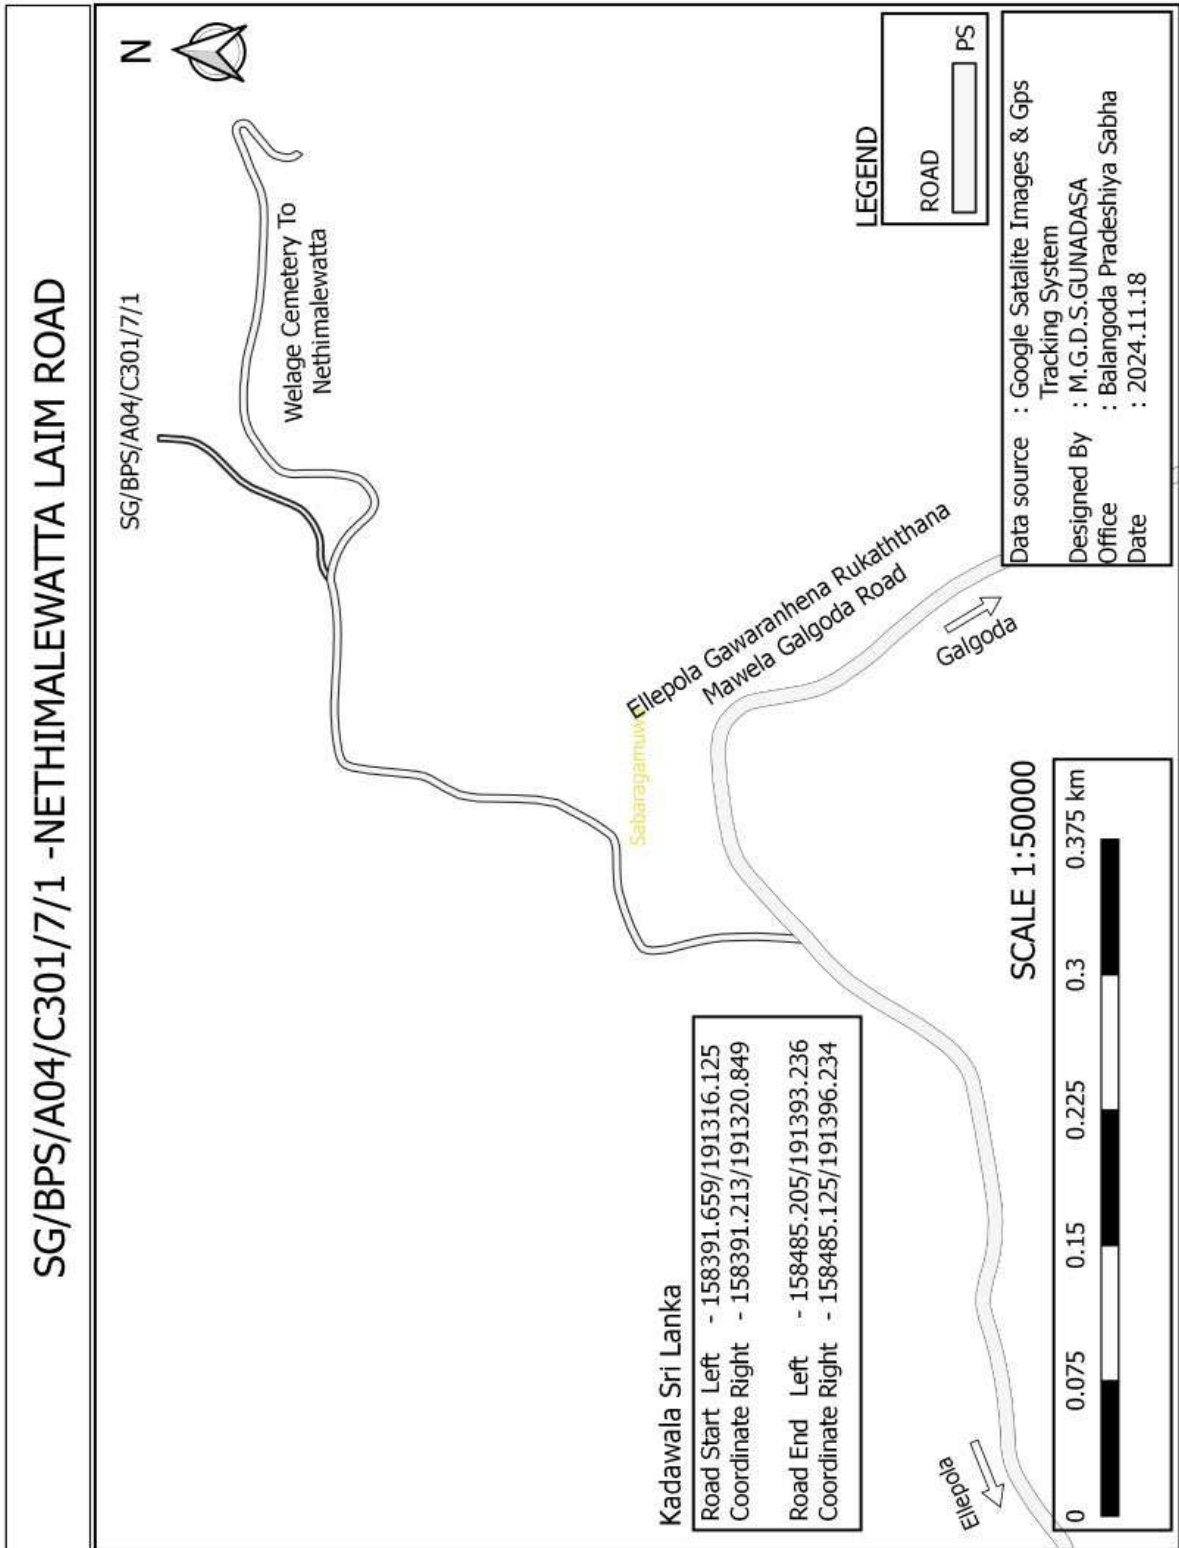 SG/BPS/A04/C301/7/1 -NETHIMALEWATTA LAIM ROAD
N
SG/BPS/A04/C301/7/1
Welage Cemetery To
Nethimalewatta
Sabaragamuw
Ellepola Gawaranhena Rukaththana
Mawela Galgoda Road
Galgoda
Ellepola
Kadawala Sri Lanka
Road Start Left - 158391.659/191316.125
Coordinate Right - 158391.213/191320.849
Road End Left - 158485.205/191393.236
Coordinate Right - 158485.125/191396.234
LEGEND
ROAD PS
SCALE 1:50000
0 0.075 0.15 0.225 0.3 0.375 km
Data source : Google Satalite Images & Gps
Tracking System
Designed By : M.G.D.S.GUNADASA
Office : Balangoda Pradeshiya Sabha
Date : 2024.11.18